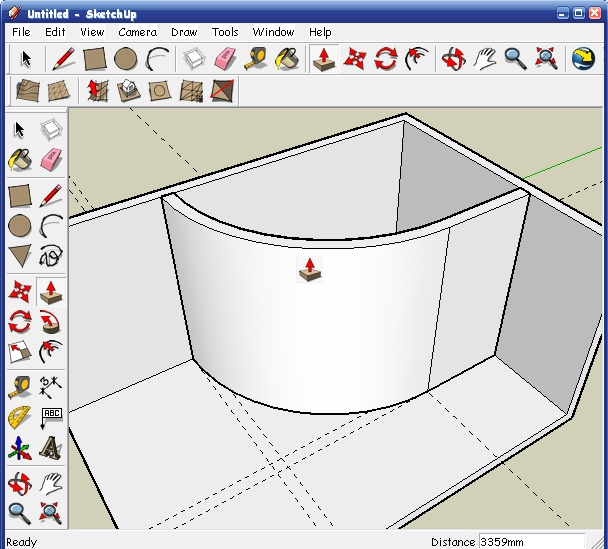 Untitled - SketchUp
File Edit View Camera Draw Tools Window Help
ABC
A
Ready Distance 3359mm